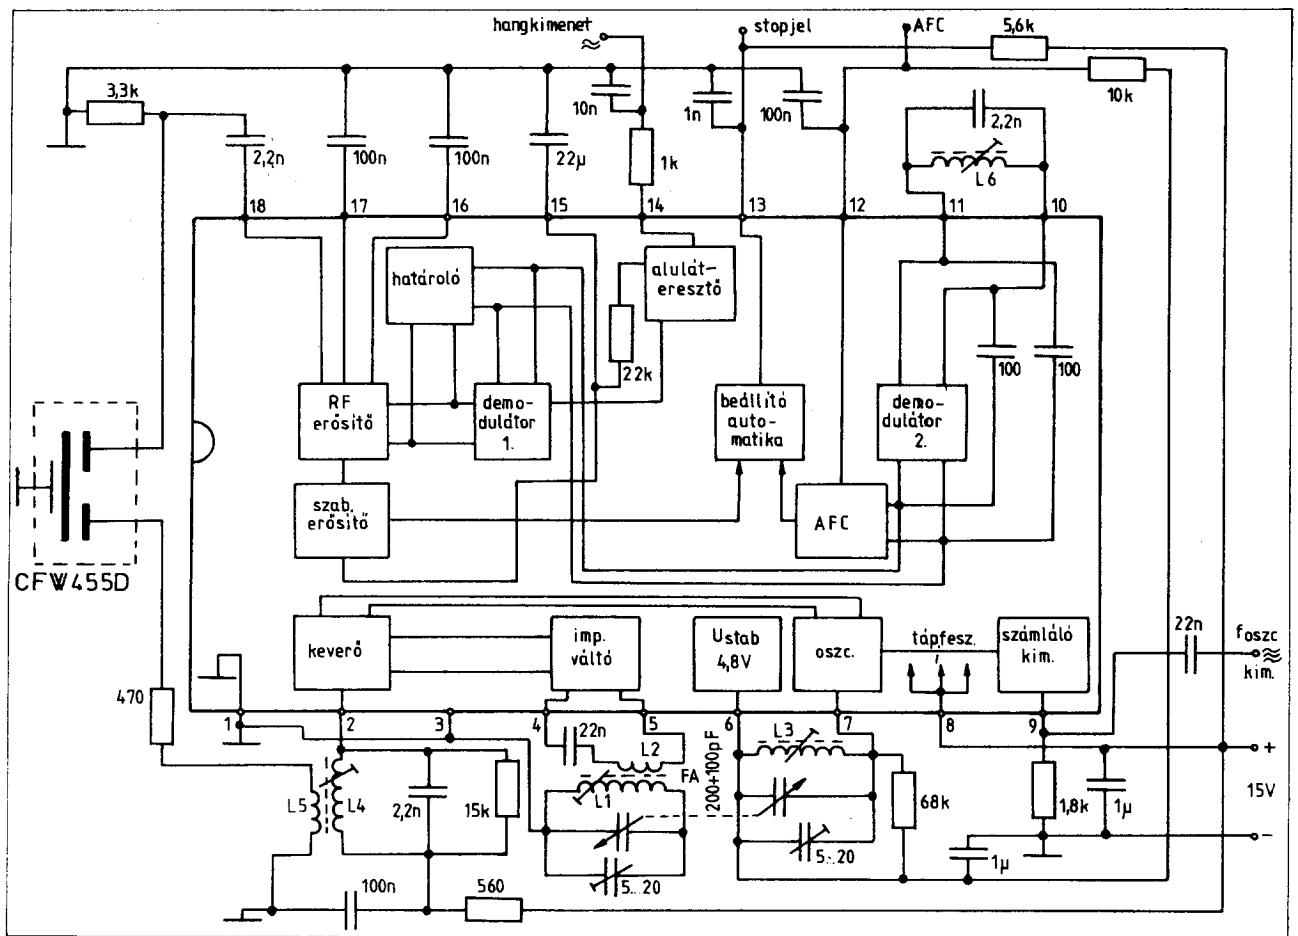 hangkimenet
≈
stopjel
AFC
5,6k
3,3k
10n
1n
100n
10k
2,2n
100n
100n
22µ
1k
2,2n
L6
18
17
16
15
14
13
12
11
10
határoló
alulát-
eresztő
22k
100
100
RF
erősítő
demo-
dulátor
1.
beállító
auto-
matika
demo-
dulátor
2.
szab.
erősítő
AFC
CFW455D
keverő
imp.
váltó
Ustab
4,8V
oszc.
tápfesz.
számláló
kim.
22n
foszc
≈
kim.
470
1
2
3
4
5
6
7
8
9
22n
L2
FA
200+100pF
L3
L1
L5
L4
2,2n
15k
68k
1,8k
1µ
+
15V
-
5...20
5...20
1µ
100n
560